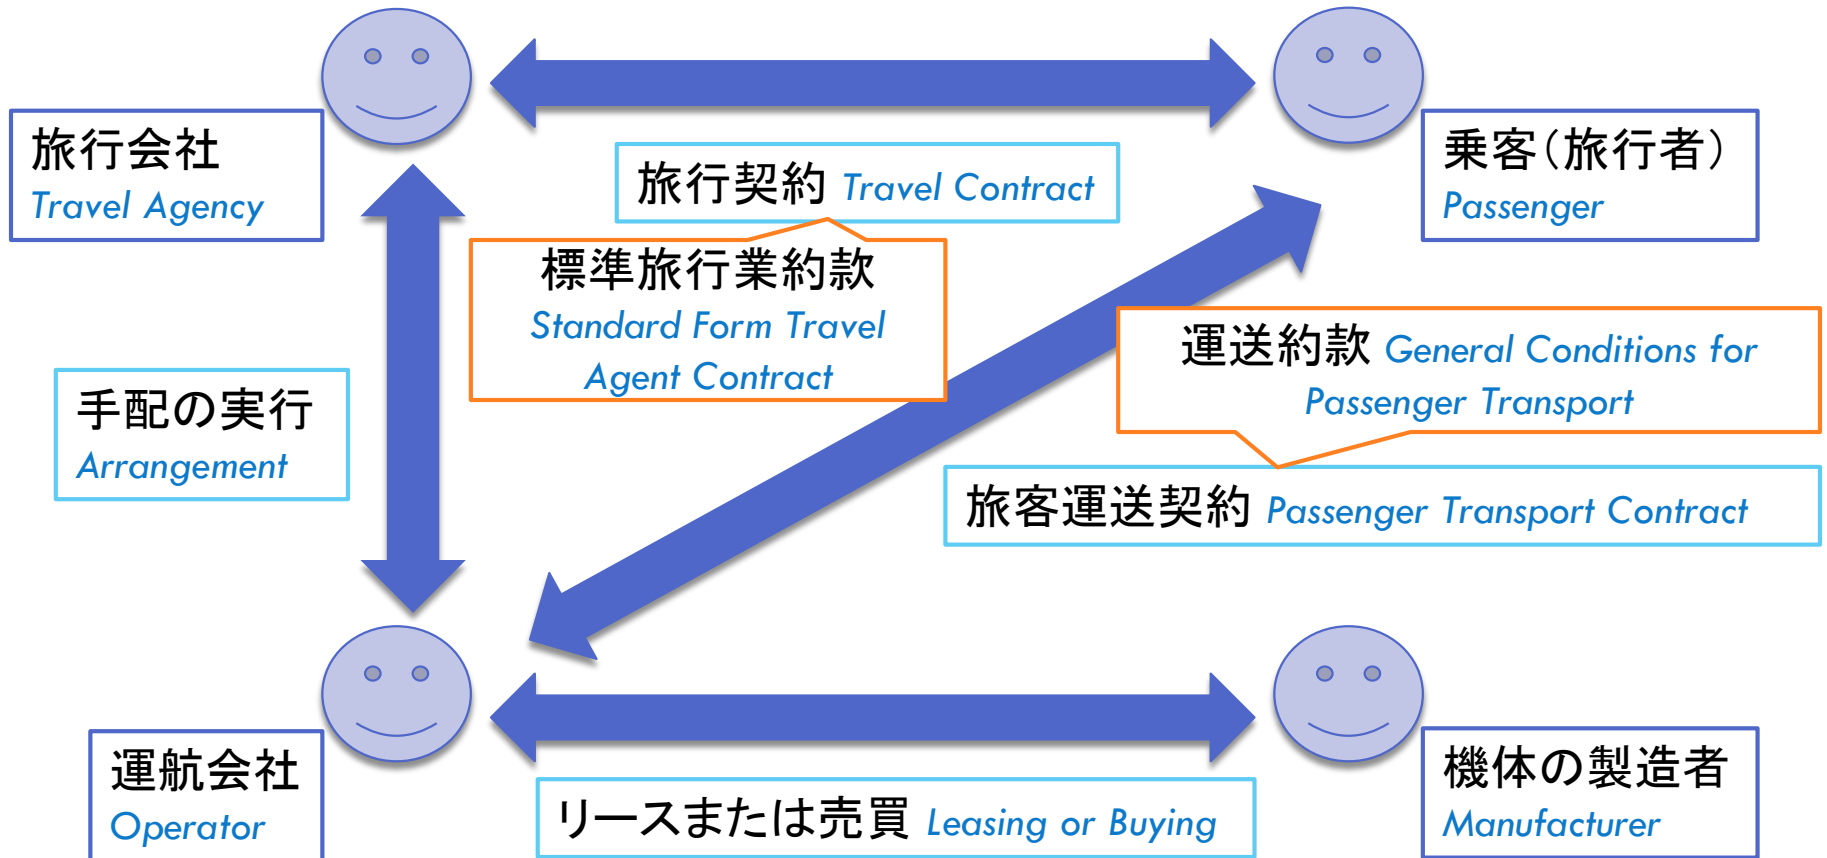 旅行会社
Travel Agency
旅行契約 Travel Contract
乗客（旅行者）
Passenger
標準旅行業約款
Standard Form Travel
Agent Contract
運送約款 General Conditions for
Passenger Transport
手配の実行
Arrangement
旅客運送契約 Passenger Transport Contract
運航会社
Operator
リースまたは売買 Leasing or Buying
機体の製造者
Manufacturer